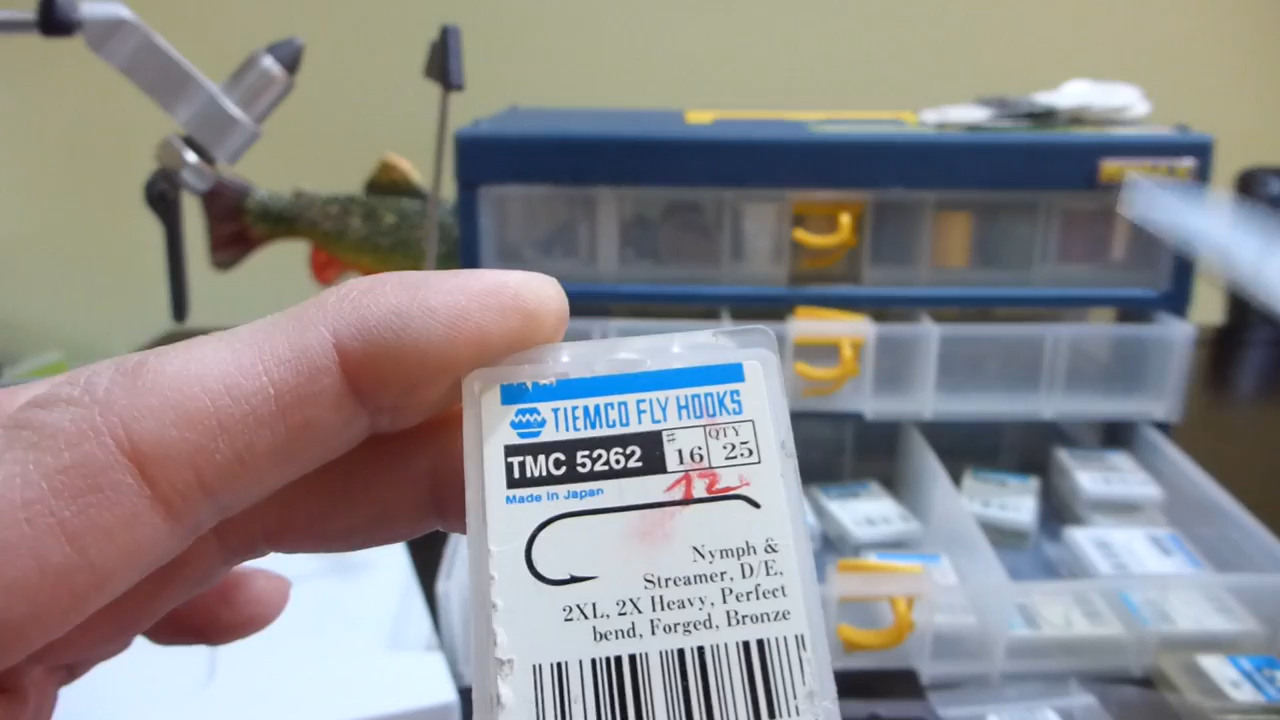 TIEMCO FLY HOOKS
TMC 5262 # 16 QTY 25
Made in Japan
12
Nymph &
Streamer, D/E,
2XL, 2X Heavy, Perfect
bend, Forged, Bronze